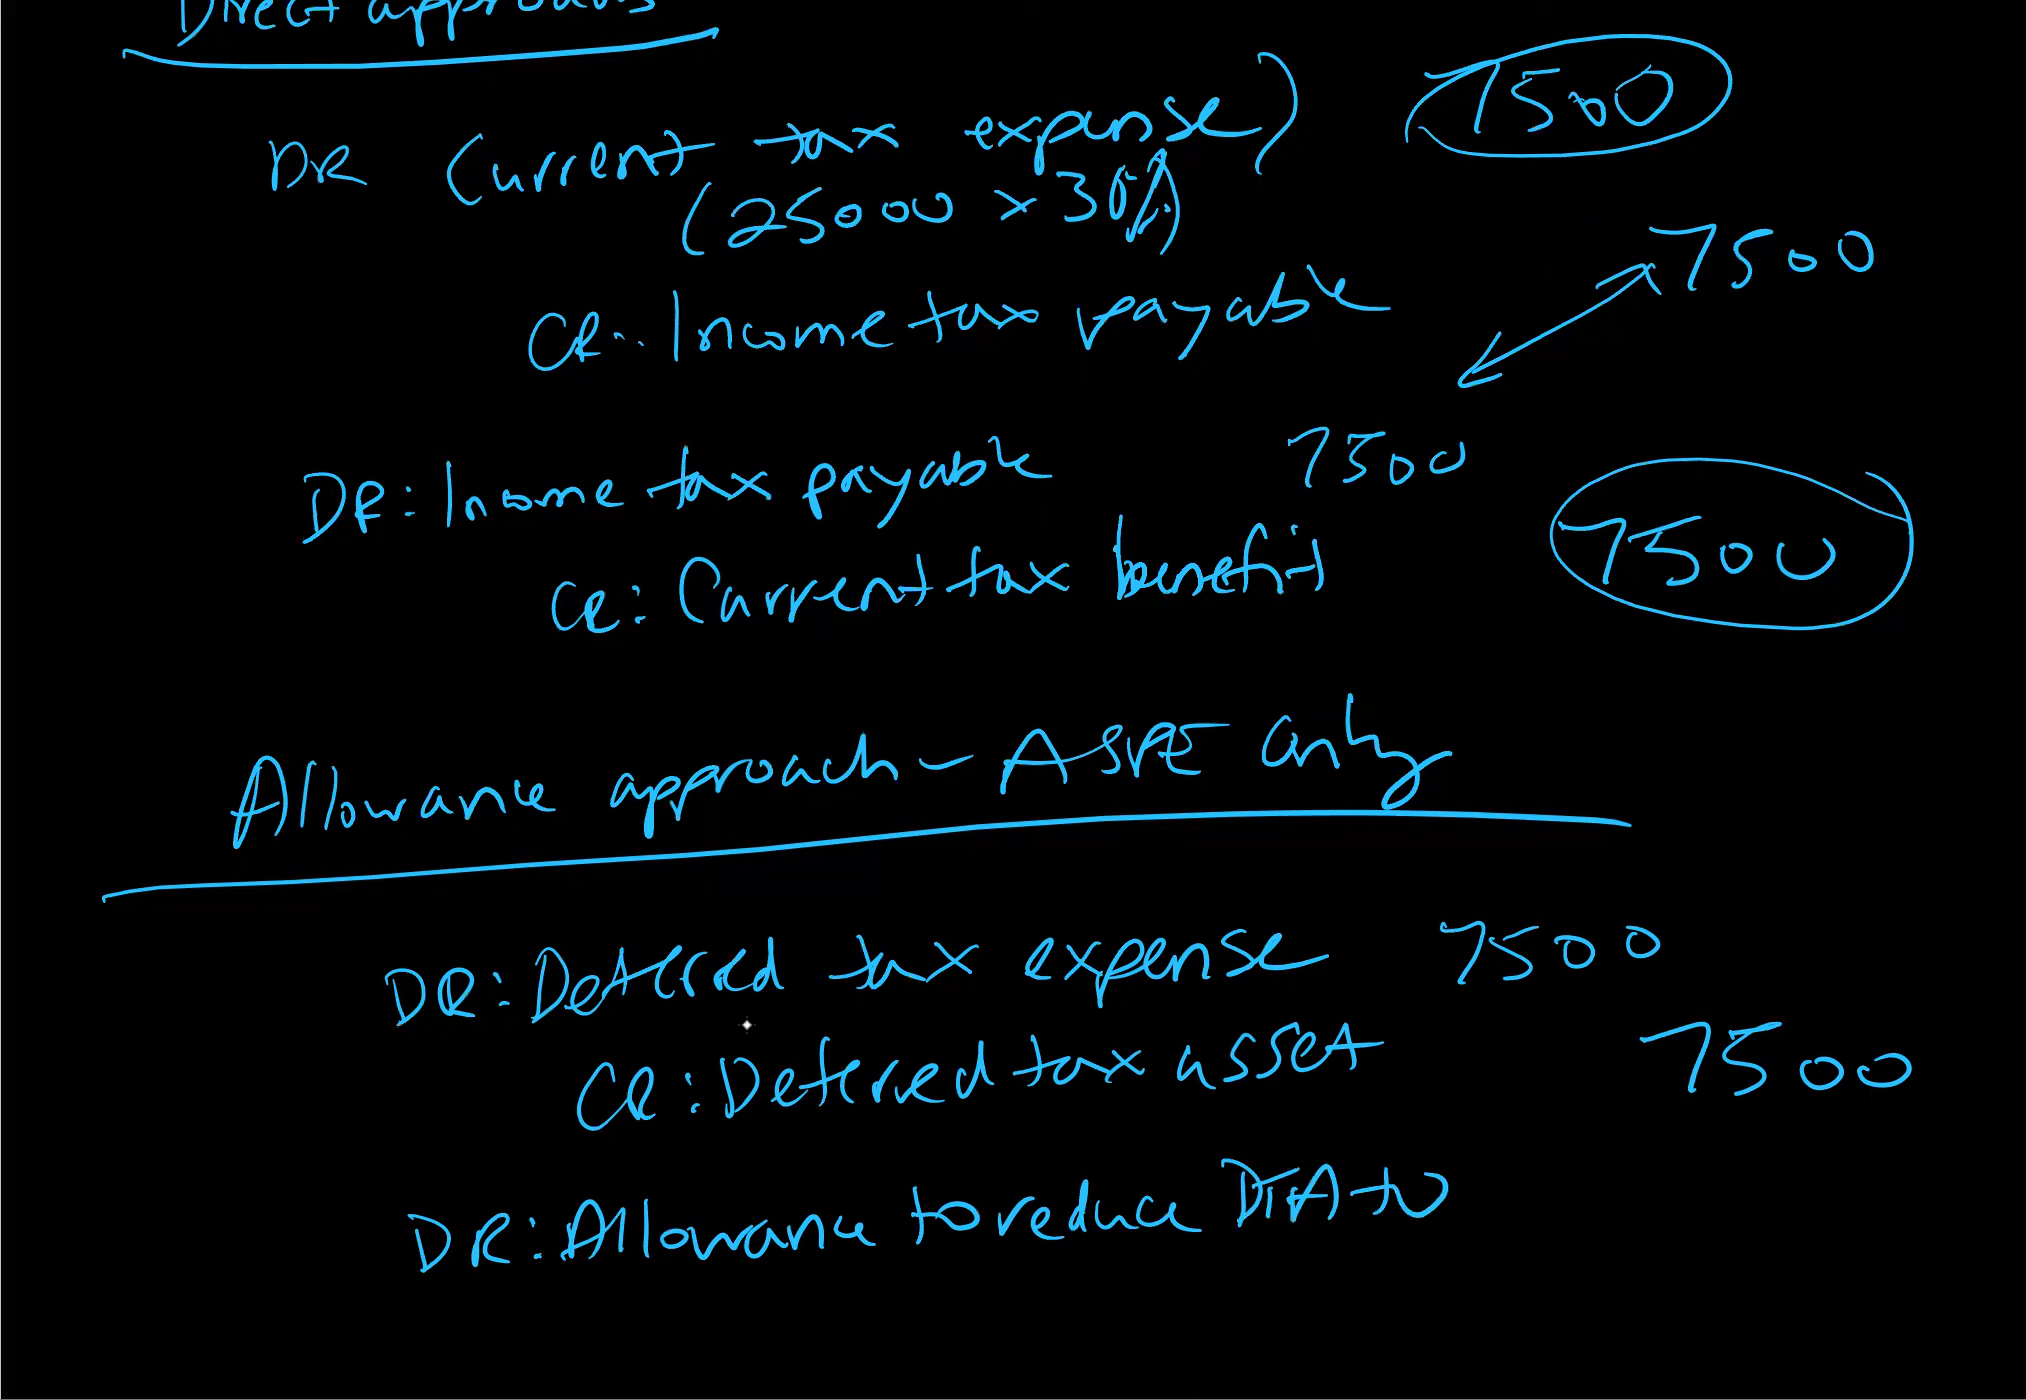 Direct approach
DR Current tax expense) 7500
(25000 x 30%)
CR: Income tax payable 7500
DR: Income tax payable 7500
CR: Current tax benefit 7500
Allowance approach - ASPE only
DR: Deferred tax expense 7500
CR: Deferred tax asset 7500
DR: Allowance to reduce DTA to